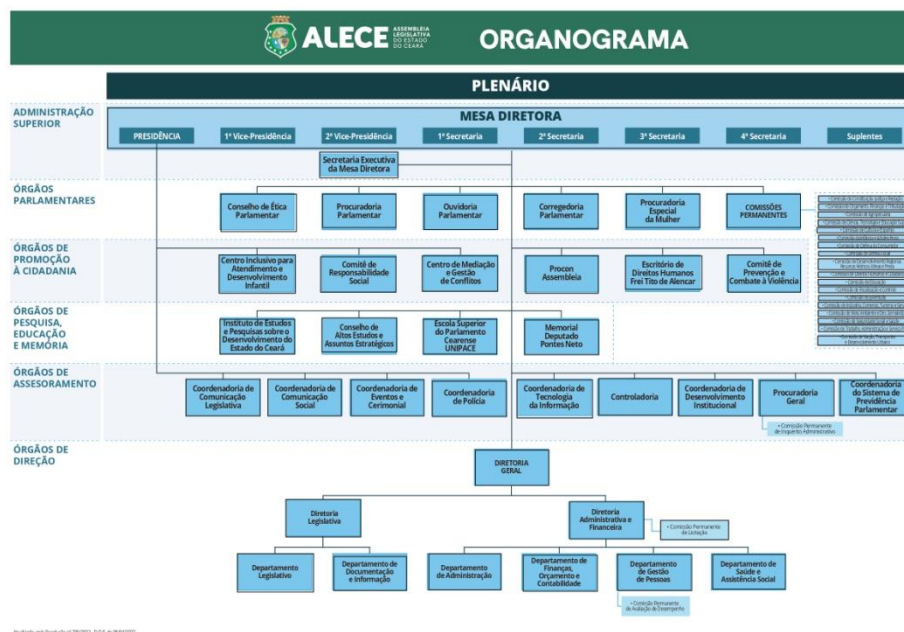 ALECE
ASSEMBLEIA
LEGISLATIVA
DO ESTADO
DO CEARÁ
ORGANOGRAMA
PLENÁRIO
ADMINISTRAÇÃO
SUPERIOR
MESA DIRETORA
PRESIDÊNCIA
1ª Vice-Presidência
2ª Vice-Presidência
1ª Secretaria
2ª Secretaria
3ª Secretaria
4ª Secretaria
Suplentes
Secretaria Executiva
da Mesa Diretora
ÓRGÃOS
PARLAMENTARES
Conselho de Ética
Parlamentar
Procuradoria
Parlamentar
Ouvidoria
Parlamentar
Corregedoria
Parlamentar
Procuradoria
Especial
da Mulher
COMISSÕES
PERMANENTES
ÓRGÃOS DE
PROMOÇÃO
À CIDADANIA
Centro Inclusivo para
Atendimento e
Desenvolvimento
Infantil
Comitê de
Responsabilidade
Social
Centro de Mediação
e Gestão
de Conflitos
Procon
Assembleia
Escritório de
Direitos Humanos
Frei Tito de Alencar
Comitê de
Prevenção e
Combate à Violência
ÓRGÃOS DE
PESQUISA,
EDUCAÇÃO
E MEMÓRIA
Instituto de Estudos
e Pesquisas sobre o
Desenvolvimento do
Estado do Ceará
Conselho de
Altos Estudos e
Assuntos Estratégicos
Escola Superior
do Parlamento
Cearense
UNIPACE
Memorial
Deputado
Pontes Neto
ÓRGÃOS DE
ASSESORAMENTO
Coordenadoria de
Comunicação
Legislativa
Coordenadoria de
Comunicação
Social
Coordenadoria de
Eventos e
Cerimonial
Coordenadoria
de Polícia
Coordenadoria de
Tecnologia
da Informação
Controladoria
Coordenadoria de
Desenvolvimento
Institucional
Procuradoria
Geral
Coordenadoria
do Sistema de
Previdência
Parlamentar
• Comissão Permanente
de Inquérito Administrativo
ÓRGÃOS DE
DIREÇÃO
DIRETORIA
GERAL
Diretoria
Legislativa
Diretoria
Administrativa e
Financeira
• Comissão Permanente
de Licitação
Departamento
Legislativo
Departamento de
Documentação
e Informação
Departamento
de Administração
Departamento de
Finanças,
Orçamento e
Contabilidade
Departamento
de Gestão
de Pessoas
Departamento de
Saúde e
Assistência Social
• Comissão Permanente
de Avaliação de Desempenho